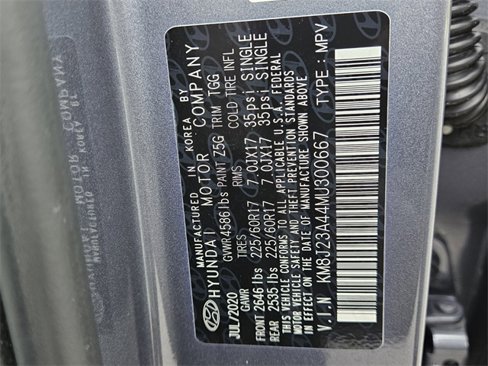 HYUNDAI MOTOR COMPANY
MANUFACTURED IN KOREA BY
JUL/2020 GVWR4586lbs PAINT Z5G TRIM TGG
GAWR TIRES RIMS COLD TIRE INFL
FRONT 2646 lbs 225/60R17 7.0JX17 35psi SINGLE
REAR 2535 lbs 225/60R17 7.0JX17 35psi SINGLE
THIS VEHICLE CONFORMS TO ALL APPLICABLE U.S.A. FEDERAL
MOTOR VEHICLE SAFETY AND THEFT PREVENTION STANDARDS
IN EFFECT ON THE DATE OF MANUFACTURE SHOWN ABOVE.
V.I.N KM8J23A44MU300667 TYPE : MPV